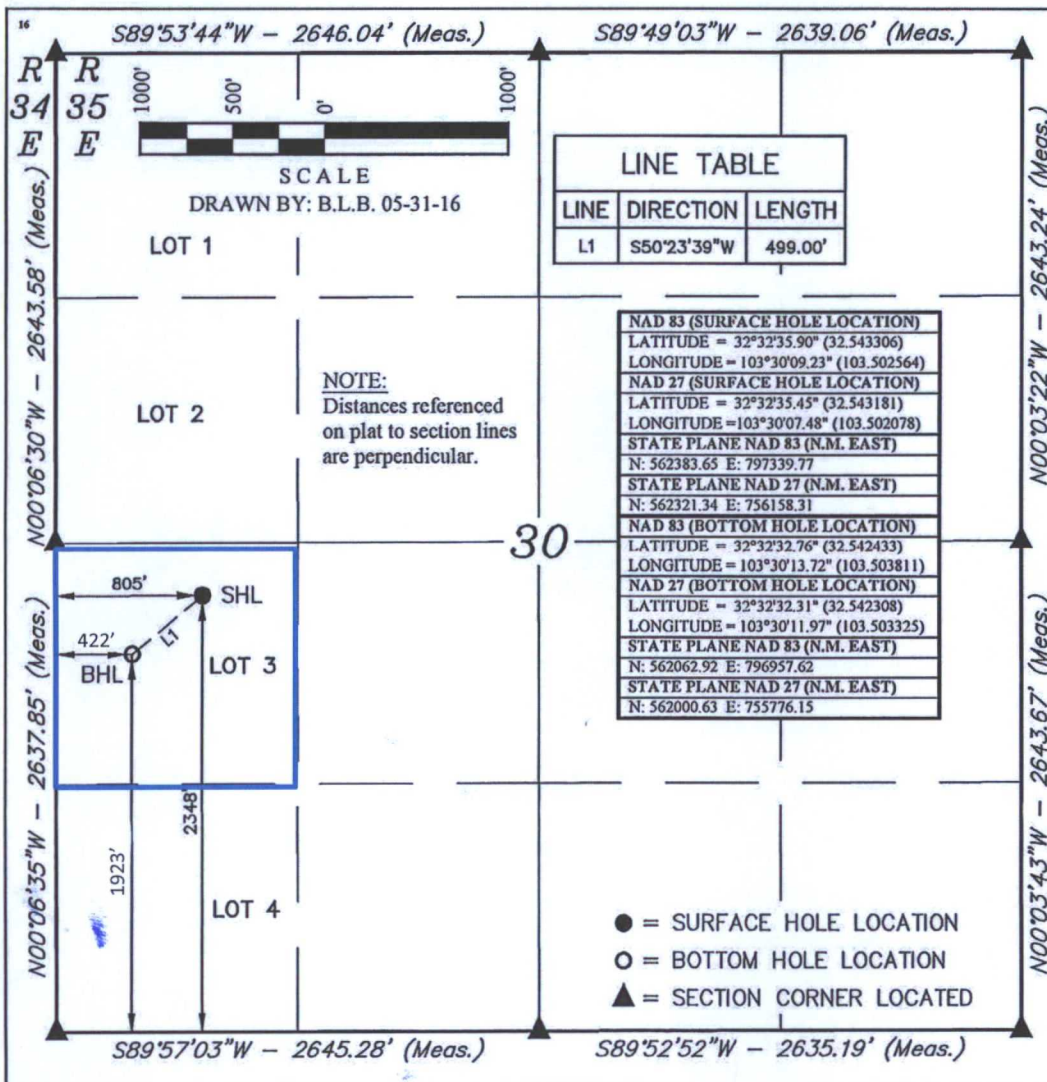 16
S89°53'44"W – 2646.04' (Meas.)
S89°49'03"W – 2639.06' (Meas.)
R R
34 35
E E
1000' 500' 0' 1000'
SCALE
DRAWN BY: B.L.B. 05-31-16
LINE TABLE
LINE DIRECTION LENGTH
L1 S50°23'39"W 499.00'
N00°06'30"W – 2643.58' (Meas.)
N00°03'22"W – 2643.24' (Meas.)
LOT 1
LOT 2
NOTE:
Distances referenced
on plat to section lines
are perpendicular.
NAD 83 (SURFACE HOLE LOCATION)
LATITUDE = 32°32'35.90" (32.543306)
LONGITUDE = 103°30'09.23" (103.502564)
NAD 27 (SURFACE HOLE LOCATION)
LATITUDE = 32°32'35.45" (32.543181)
LONGITUDE =103°30'07.48" (103.502078)
STATE PLANE NAD 83 (N.M. EAST)
N: 562383.65 E: 797339.77
STATE PLANE NAD 27 (N.M. EAST)
N: 562321.34 E: 756158.31
NAD 83 (BOTTOM HOLE LOCATION)
LATITUDE = 32°32'32.76" (32.542433)
LONGITUDE = 103°30'13.72" (103.503811)
NAD 27 (BOTTOM HOLE LOCATION)
LATITUDE = 32°32'32.31" (32.542308)
LONGITUDE = 103°30'11.97" (103.503325)
STATE PLANE NAD 83 (N.M. EAST)
N: 562062.92 E: 796957.62
STATE PLANE NAD 27 (N.M. EAST)
N: 562000.63 E: 755776.15
30
805'
SHL
422'
L1
BHL
LOT 3
N00°06'35"W – 2637.85' (Meas.)
N00°03'43"W – 2643.67' (Meas.)
2348'
1923'
LOT 4
= SURFACE HOLE LOCATION
= BOTTOM HOLE LOCATION
= SECTION CORNER LOCATED
S89°57'03"W – 2645.28' (Meas.)
S89°52'52"W – 2635.19' (Meas.)